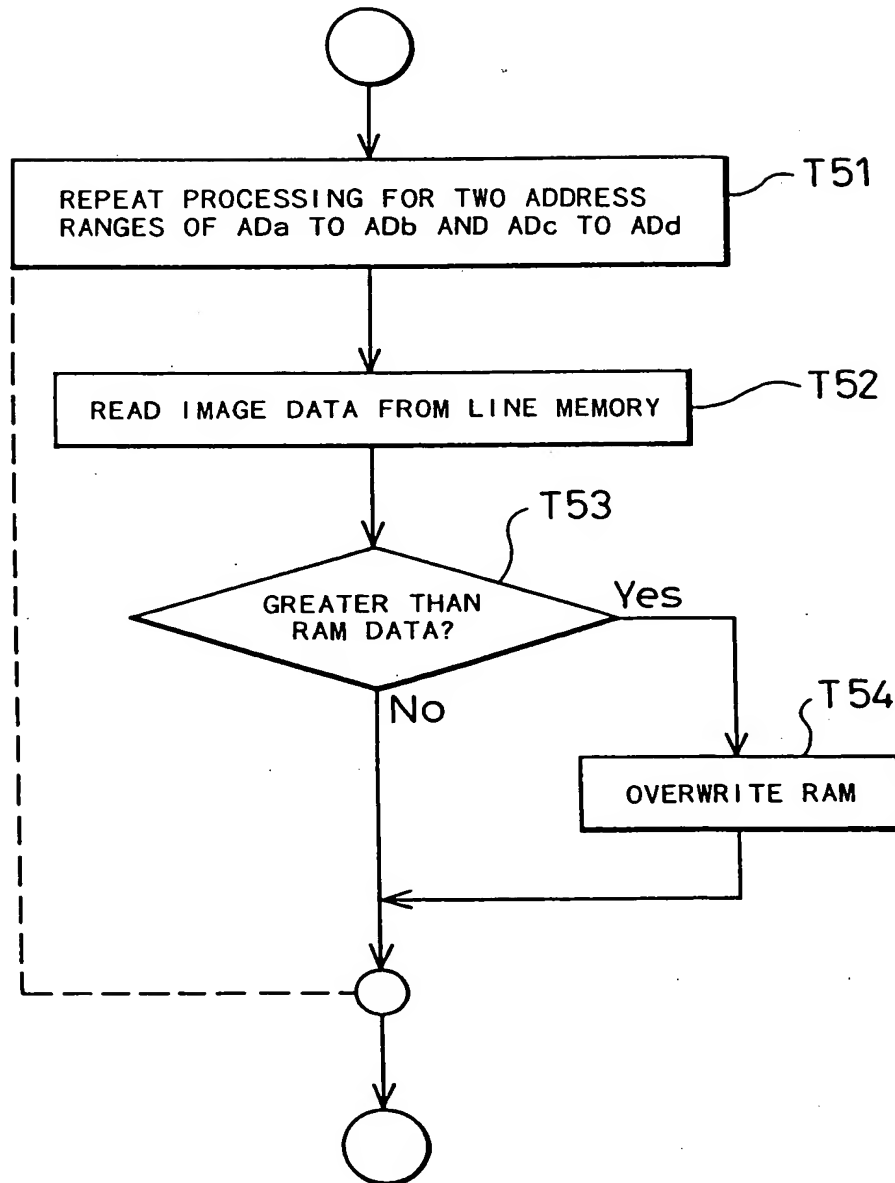 T51
REPEAT PROCESSING FOR TWO ADDRESS
RANGES OF ADa TO ADb AND ADc TO ADd
T52
READ IMAGE DATA FROM LINE MEMORY
T53
GREATER THAN
RAM DATA?
Yes
No
T54
OVERWRITE RAM